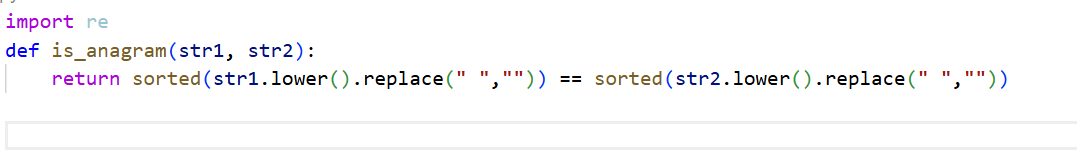 import re
def is_anagram(str1, str2):
    return sorted(str1.lower().replace(" ","")) == sorted(str2.lower().replace(" ",""))